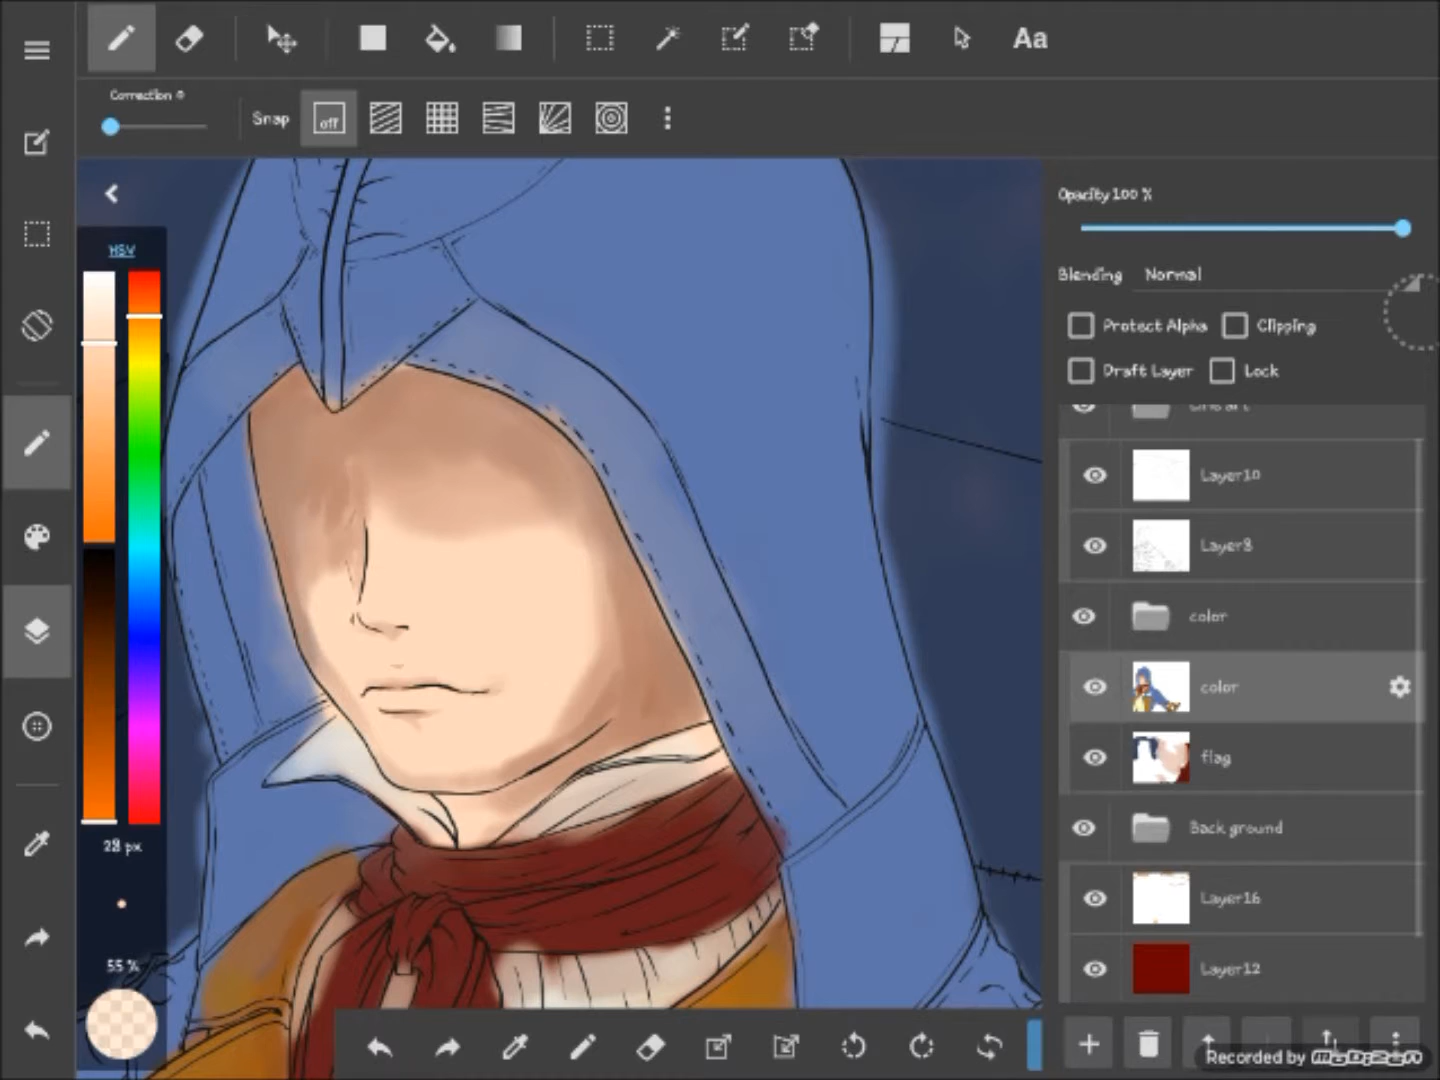 Aa
Correction 0
Snap
off
HSV
Opacity 100 %
Blending Normal
Protect Alpha
Clipping
Draft Layer
Lock
Layer10
Layer8
color
color
flag
Back ground
Layer16
Layer12
28 px
55 %
Recorded by